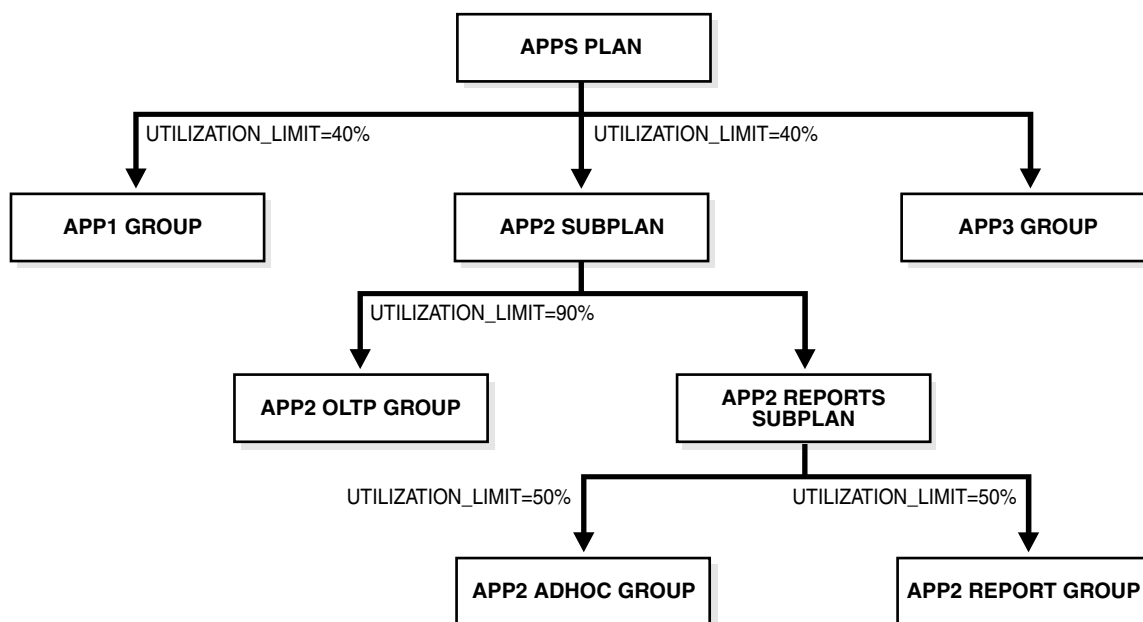 APPS PLAN
UTILIZATION_LIMIT=40%
UTILIZATION_LIMIT=40%
APP1 GROUP
APP2 SUBPLAN
APP3 GROUP
UTILIZATION_LIMIT=90%
APP2 OLTP GROUP
APP2 REPORTS
SUBPLAN
UTILIZATION_LIMIT=50%
UTILIZATION_LIMIT=50%
APP2 ADHOC GROUP
APP2 REPORT GROUP